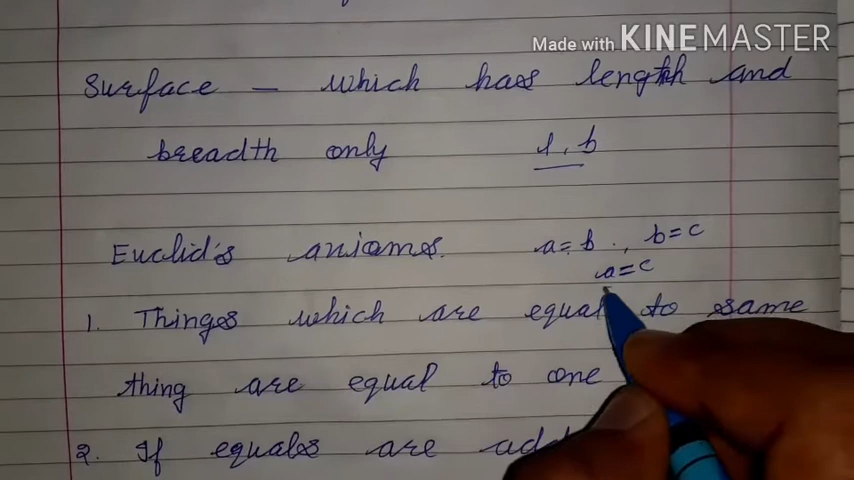 Made with KINEMASTER
Surface – which has length and
breadth only l, b
Euclid's axioms. a = b , b = c
a = c
1. Things which are equal to same
thing are equal to one
2. If equals are add